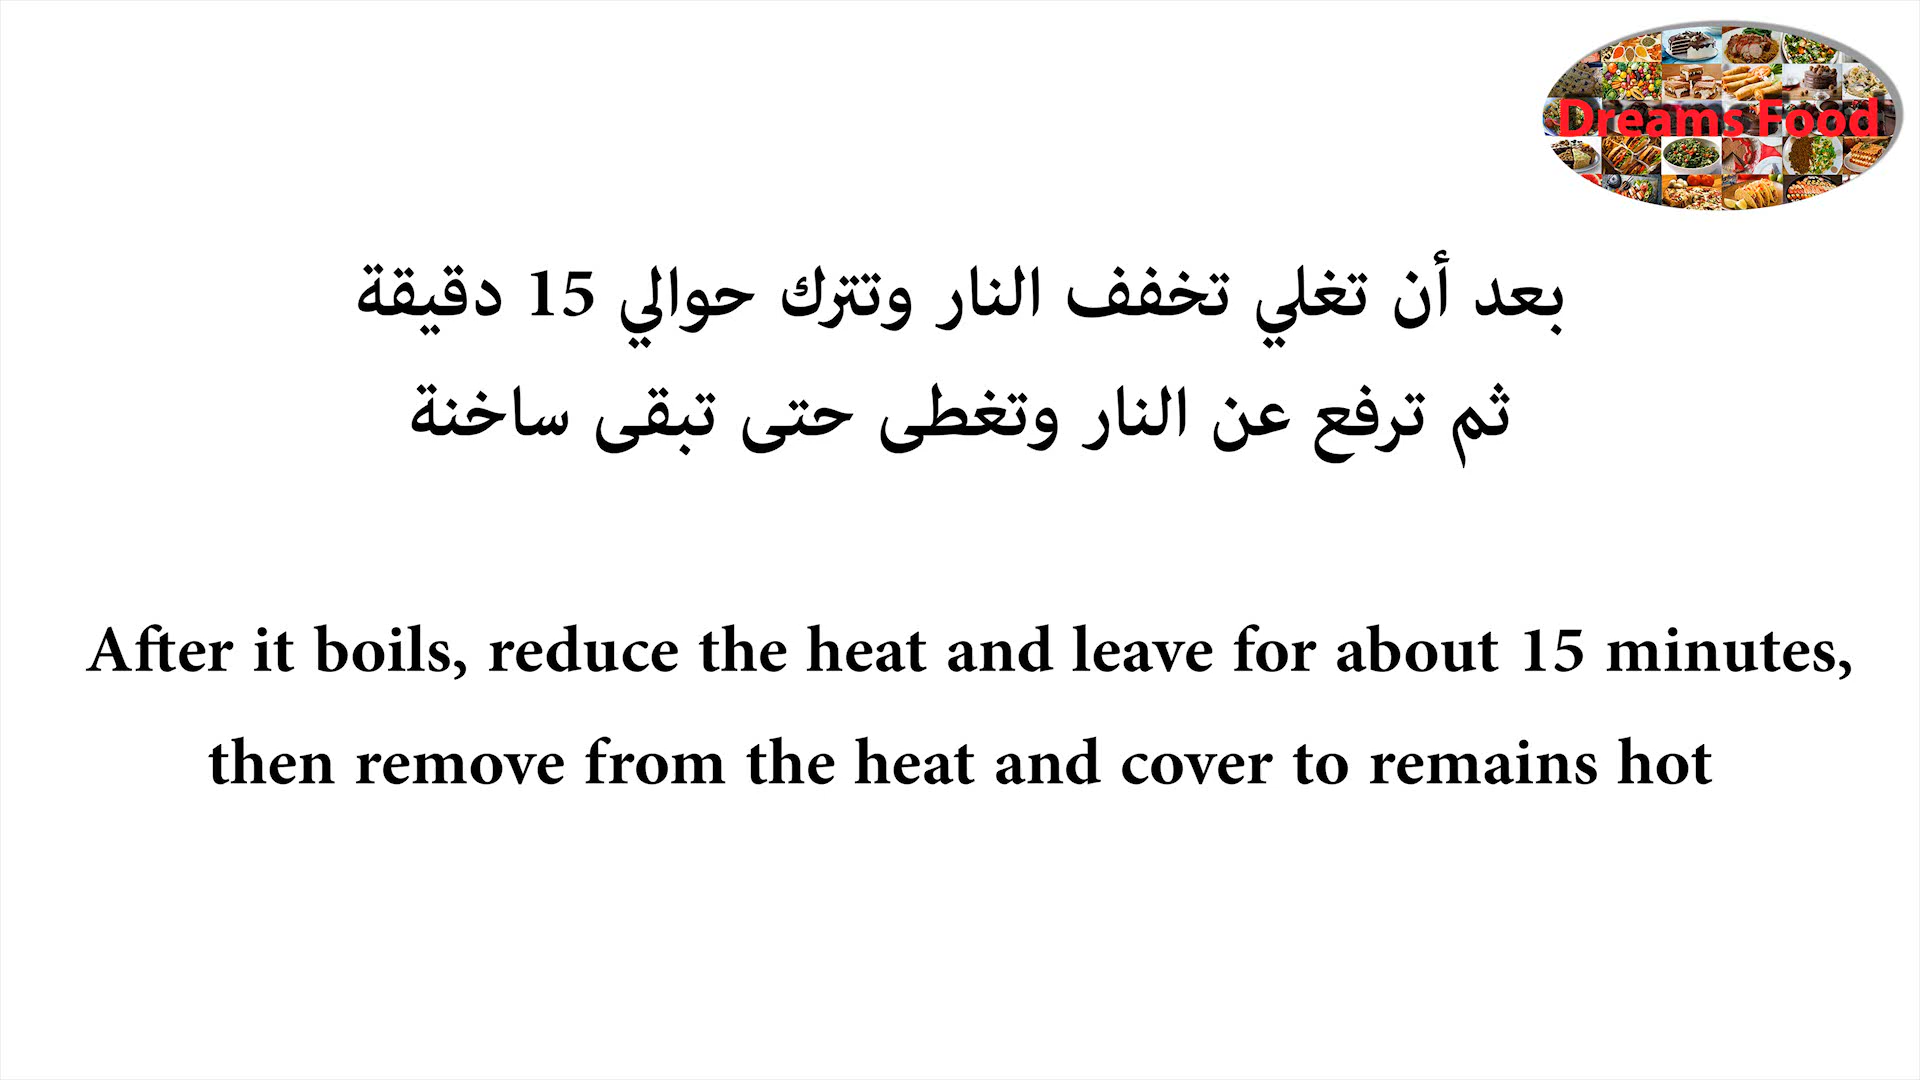 Dreams Food
بعد أن تغلي تخفف النار وتترك حوالي 15 دقيقة
ثم ترفع عن النار وتغطى حتى تبقى ساخنة
After it boils, reduce the heat and leave for about 15 minutes,
then remove from the heat and cover to remains hot